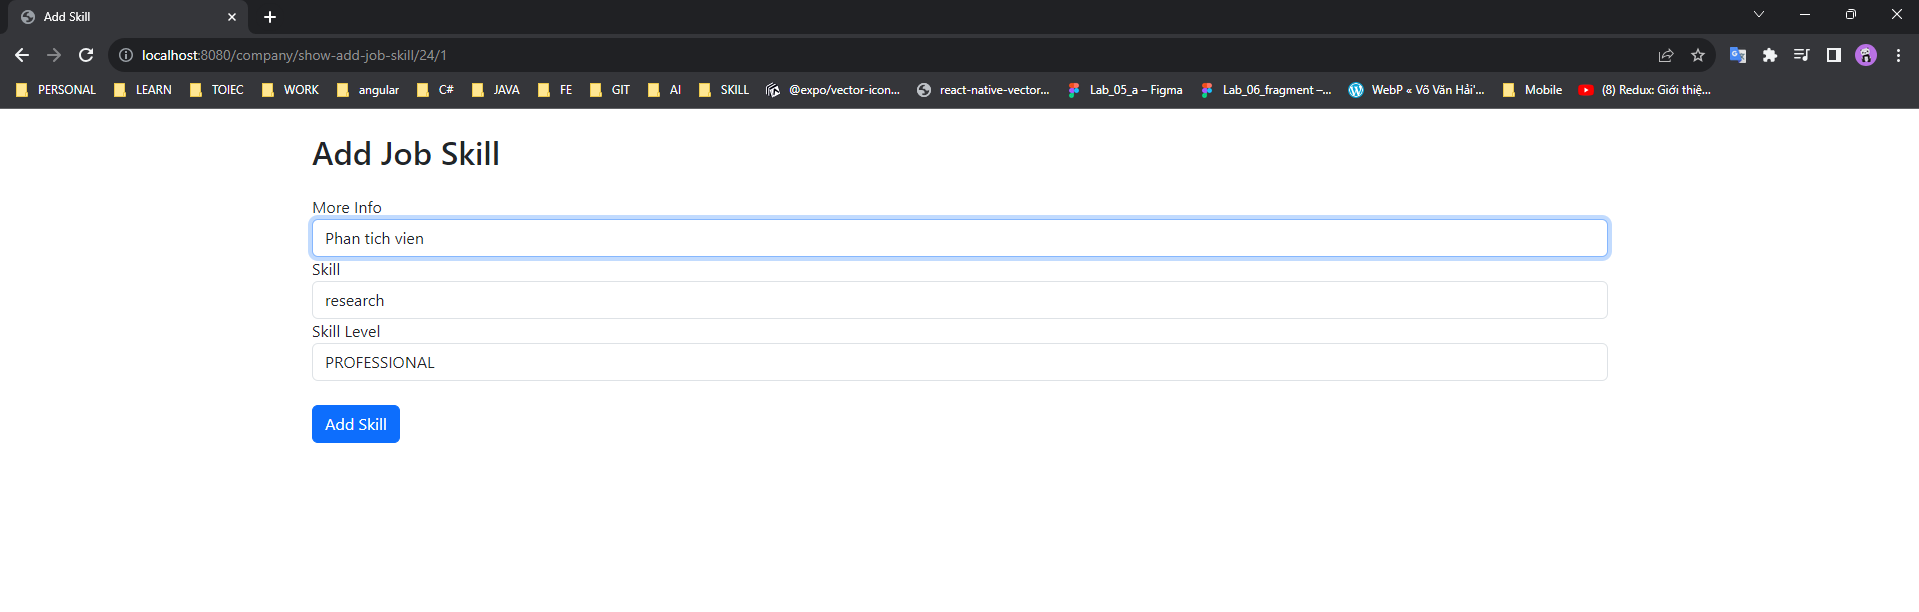 Add Skill
localhost:8080/company/show-add-job-skill/24/1
PERSONAL LEARN TOIEC WORK angular C# JAVA FE GIT AI SKILL @expo/vector-icon... react-native-vector... Lab_05_a – Figma Lab_06_fragment –... WebP « Võ Văn Hải'... Mobile (8) Redux: Giới thiệ...
Add Job Skill
More Info
Phan tich vien
Skill
research
Skill Level
PROFESSIONAL
Add Skill